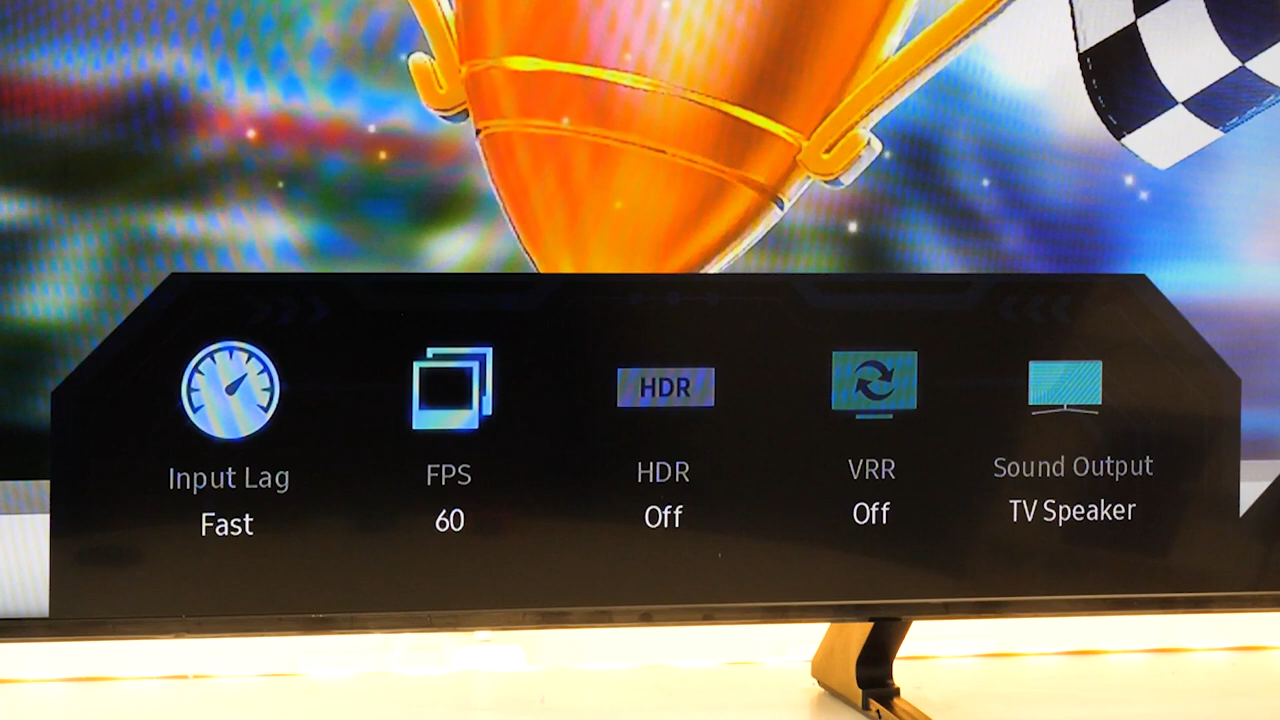 HDR
Input Lag
FPS
HDR
VRR
Sound Output
Fast
60
Off
Off
TV Speaker